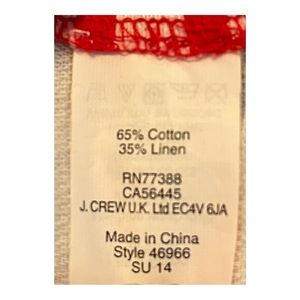 65% Cotton
35% Linen
RN77388
CA56445
J. CREW U.K. Ltd EC4V 6JA
Made in China
Style 46966
SU 14